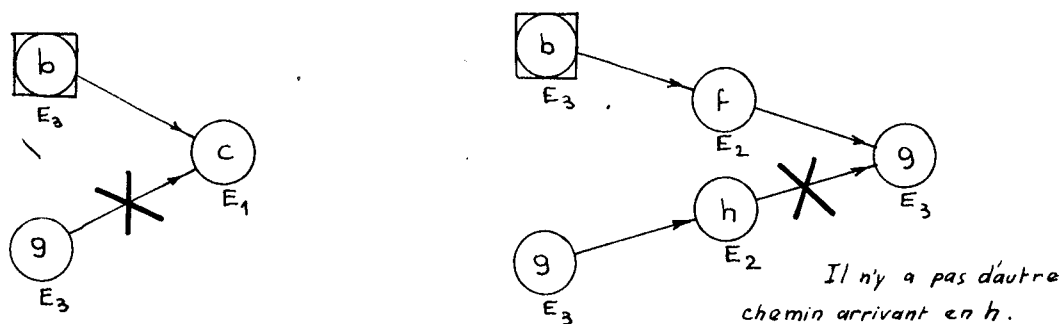 b
E₃
c
E₁
g
E₃
b
E₃
f
E₂
g
E₃
h
E₂
g
E₃
Il n'y a pas d'autre
chemin arrivant en h.